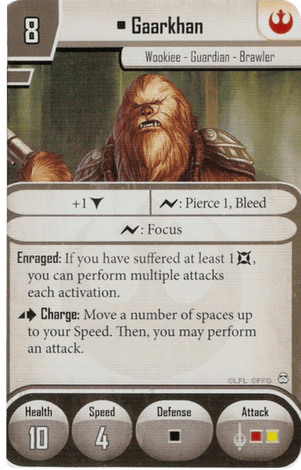 8
Gaarkhan
Wookiee - Guardian - Brawler
+1
: Pierce 1, Bleed
: Focus
Enraged: If you have suffered at least 1 ,
you can perform multiple attacks
each activation.
Charge: Move a number of spaces up
to your Speed. Then, you may perform
an attack.
©LFL ©FFG
Health
Speed
Defense
Attack
10
4